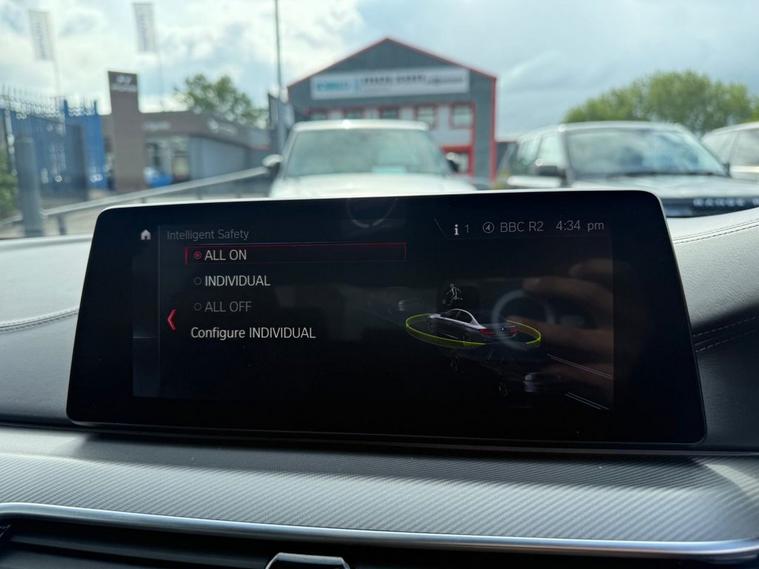 Intelligent Safety
i 1 BBC R2 4:34 pm
ALL ON
INDIVIDUAL
ALL OFF
Configure INDIVIDUAL